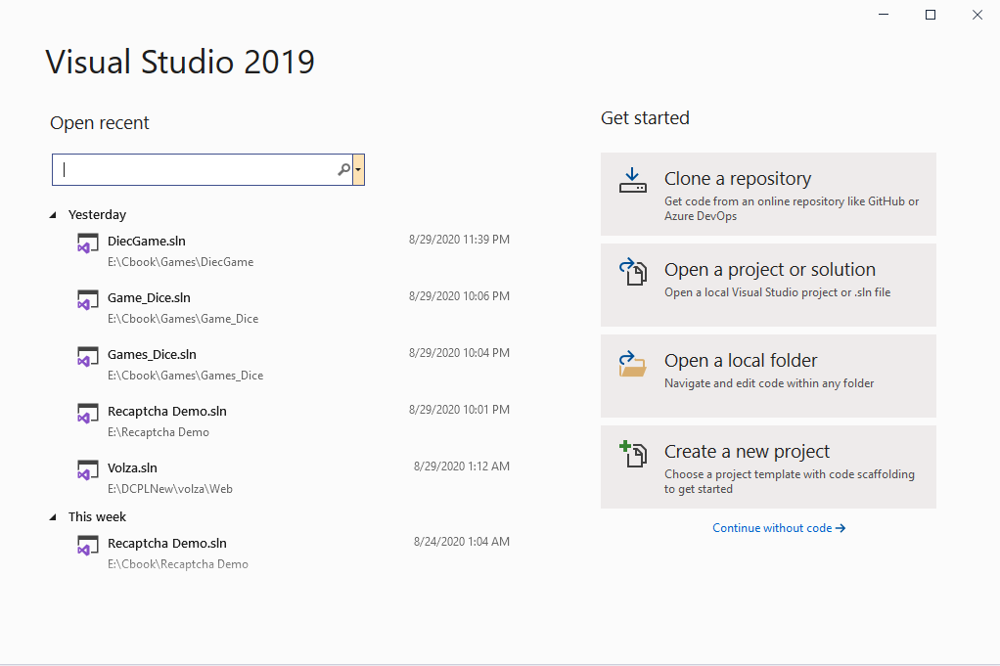 Visual Studio 2019
Open recent
Yesterday
DiecGame.sln 8/29/2020 11:39 PM
E:\Cbook\Games\DiecGame
Game_Dice.sln 8/29/2020 10:06 PM
E:\Cbook\Games\Game_Dice
Games_Dice.sln 8/29/2020 10:04 PM
E:\Cbook\Games\Games_Dice
Recaptcha Demo.sln 8/29/2020 10:01 PM
E:\Recaptcha Demo
Volza.sln 8/29/2020 1:12 AM
E:\DCPLNew\volza\Web
This week
Recaptcha Demo.sln 8/24/2020 1:04 AM
E:\Cbook\Recaptcha Demo
Get started
Clone a repository
Get code from an online repository like GitHub or
Azure DevOps
Open a project or solution
Open a local Visual Studio project or .sln file
Open a local folder
Navigate and edit code within any folder
Create a new project
Choose a project template with code scaffolding
to get started
Continue without code →